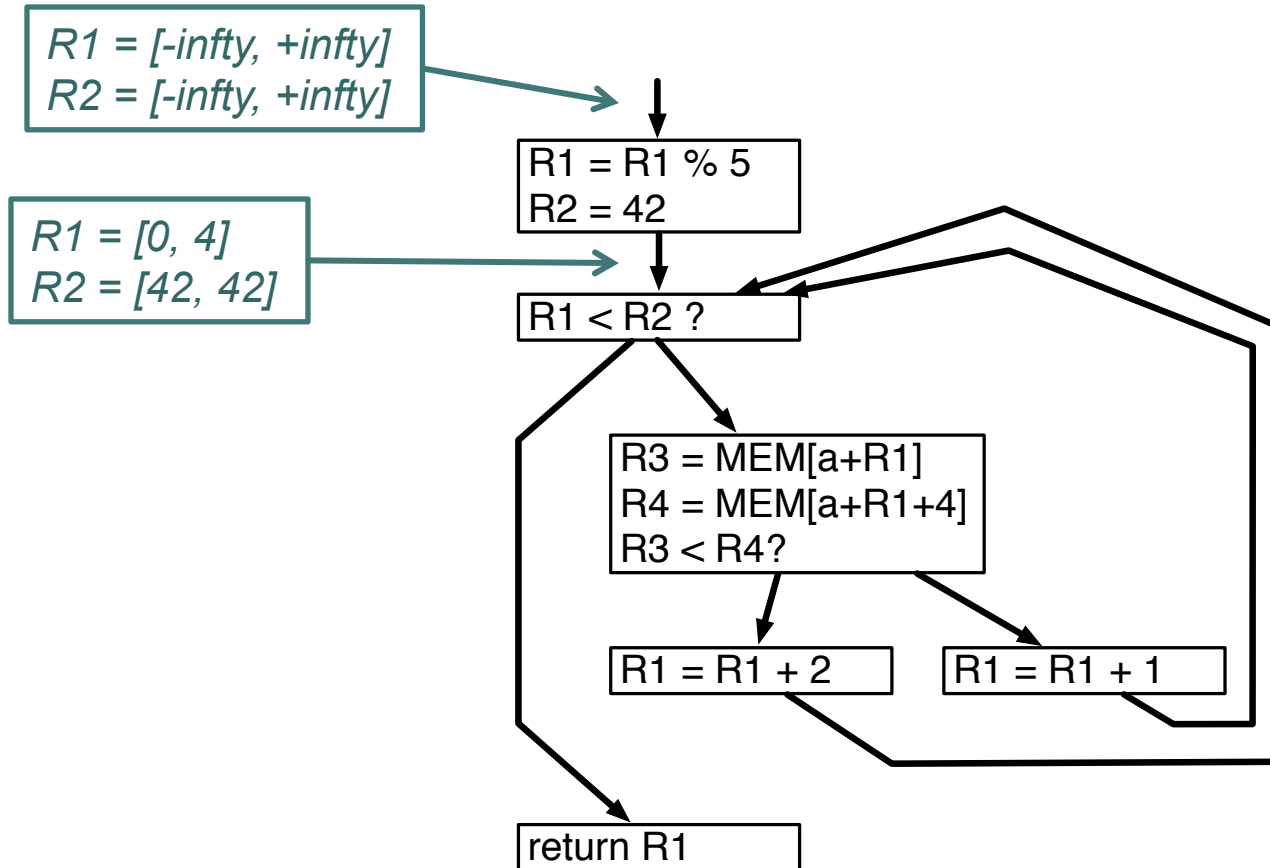 R1 = [-infty, +infty]
R2 = [-infty, +infty]
R1 = R1 % 5
R2 = 42
R1 = [0, 4]
R2 = [42, 42]
R1 < R2 ?
R3 = MEM[a+R1]
R4 = MEM[a+R1+4]
R3 < R4?
R1 = R1 + 2
R1 = R1 + 1
return R1